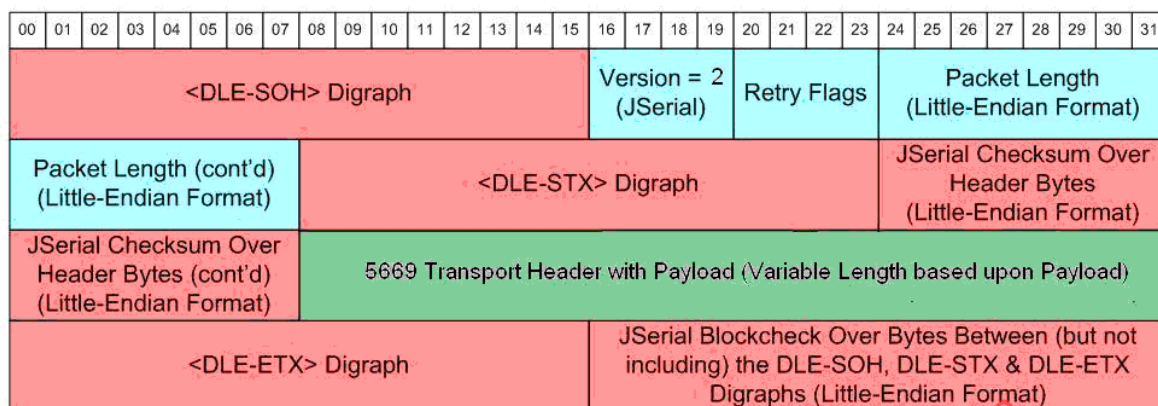 00 01 02 03 04 05 06 07 08 09 10 11 12 13 14 15 16 17 18 19 20 21 22 23 24 25 26 27 28 29 30 31
<DLE-SOH> Digraph
Version = 2
(JSerial)
Retry Flags
Packet Length
(Little-Endian Format)
Packet Length (cont'd)
(Little-Endian Format)
<DLE-STX> Digraph
JSerial Checksum Over
Header Bytes
(Little-Endian Format)
JSerial Checksum Over
Header Bytes (cont'd)
(Little-Endian Format)
5669 Transport Header with Payload (Variable Length based upon Payload)
<DLE-ETX> Digraph
JSerial Blockcheck Over Bytes Between (but not
including) the DLE-SOH, DLE-STX & DLE-ETX
Digraphs (Little-Endian Format)